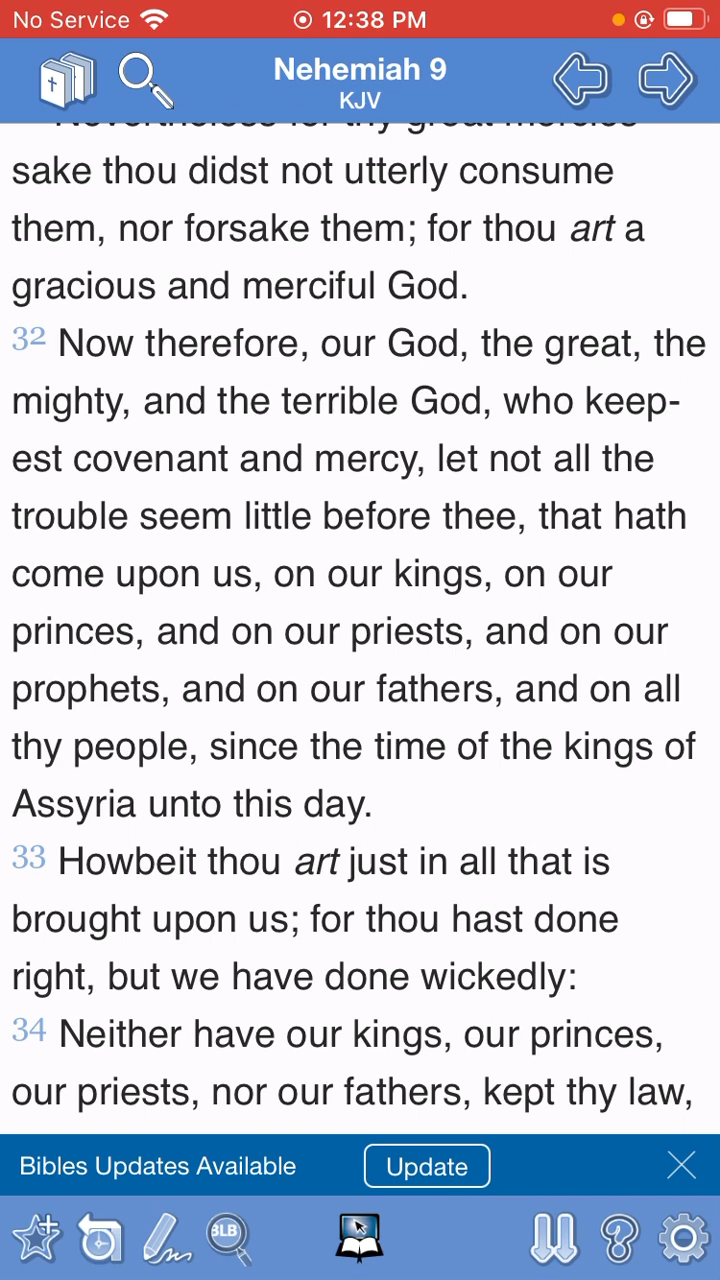 No Service 12:38 PM
Nehemiah 9
KJV
Nevertheless for thy great mercies'
sake thou didst not utterly consume
them, nor forsake them; for thou art a
gracious and merciful God.
32 Now therefore, our God, the great, the
mighty, and the terrible God, who keep-
est covenant and mercy, let not all the
trouble seem little before thee, that hath
come upon us, on our kings, on our
princes, and on our priests, and on our
prophets, and on our fathers, and on all
thy people, since the time of the kings of
Assyria unto this day.
33 Howbeit thou art just in all that is
brought upon us; for thou hast done
right, but we have done wickedly:
34 Neither have our kings, our princes,
our priests, nor our fathers, kept thy law,
Bibles Updates Available Update
BLB